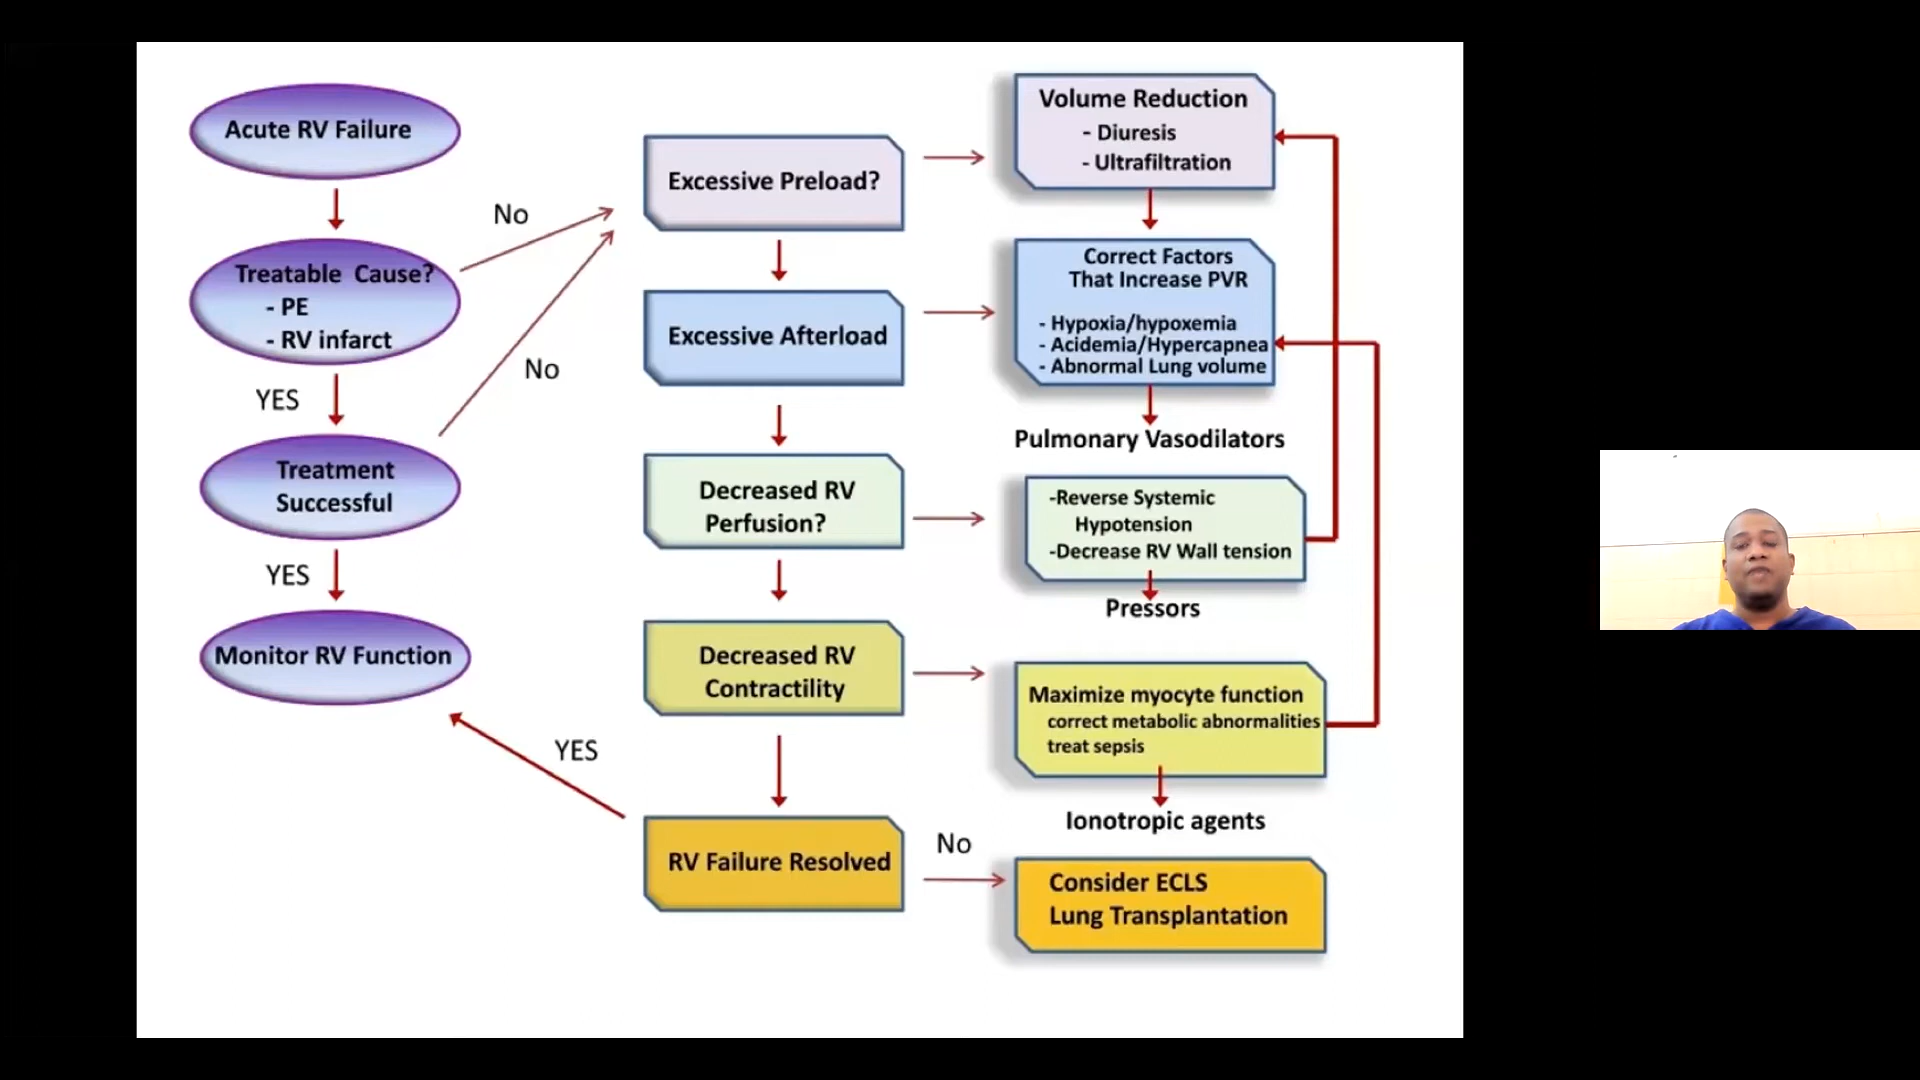 Acute RV Failure
No
Treatable Cause?
- PE
- RV infarct
No
YES
Treatment
Successful
YES
Monitor RV Function
YES
Excessive Preload?
Excessive Afterload
Decreased RV
Perfusion?
Decreased RV
Contractility
RV Failure Resolved
No
Volume Reduction
- Diuresis
- Ultrafiltration
Correct Factors
That Increase PVR
- Hypoxia/hypoxemia
- Acidemia/Hypercapnea
- Abnormal Lung volume
Pulmonary Vasodilators
-Reverse Systemic
Hypotension
-Decrease RV Wall tension
Pressors
Maximize myocyte function
correct metabolic abnormalities
treat sepsis
Ionotropic agents
Consider ECLS
Lung Transplantation